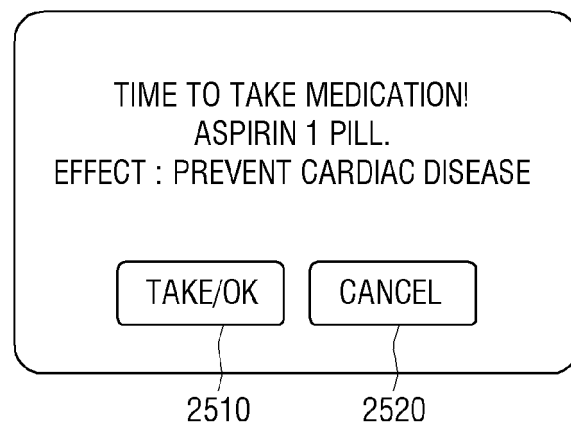 TIME TO TAKE MEDICATION!
ASPIRIN 1 PILL.
EFFECT : PREVENT CARDIAC DISEASE
TAKE/OK CANCEL
2510 2520